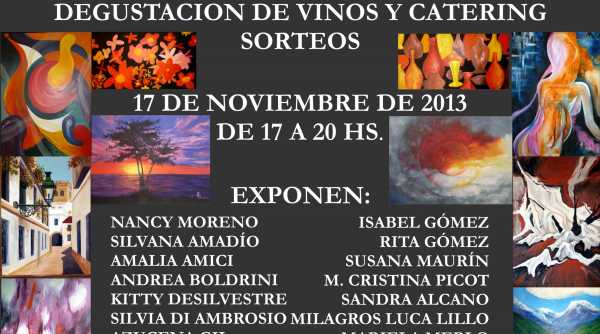 DEGUSTACION DE VINOS Y CATERING
SORTEOS
17 DE NOVIEMBRE DE 2013
DE 17 A 20 HS.
EXPONEN:
NANCY MORENO ISABEL GÓMEZ
SILVANA AMADÍO RITA GÓMEZ
AMALIA AMICI SUSANA MAURÍN
ANDREA BOLDRINI M. CRISTINA PICOT
KITTY DESILVESTRE SANDRA ALCANO
SILVIA DI AMBROSIO MILAGROS LUCA LILLO